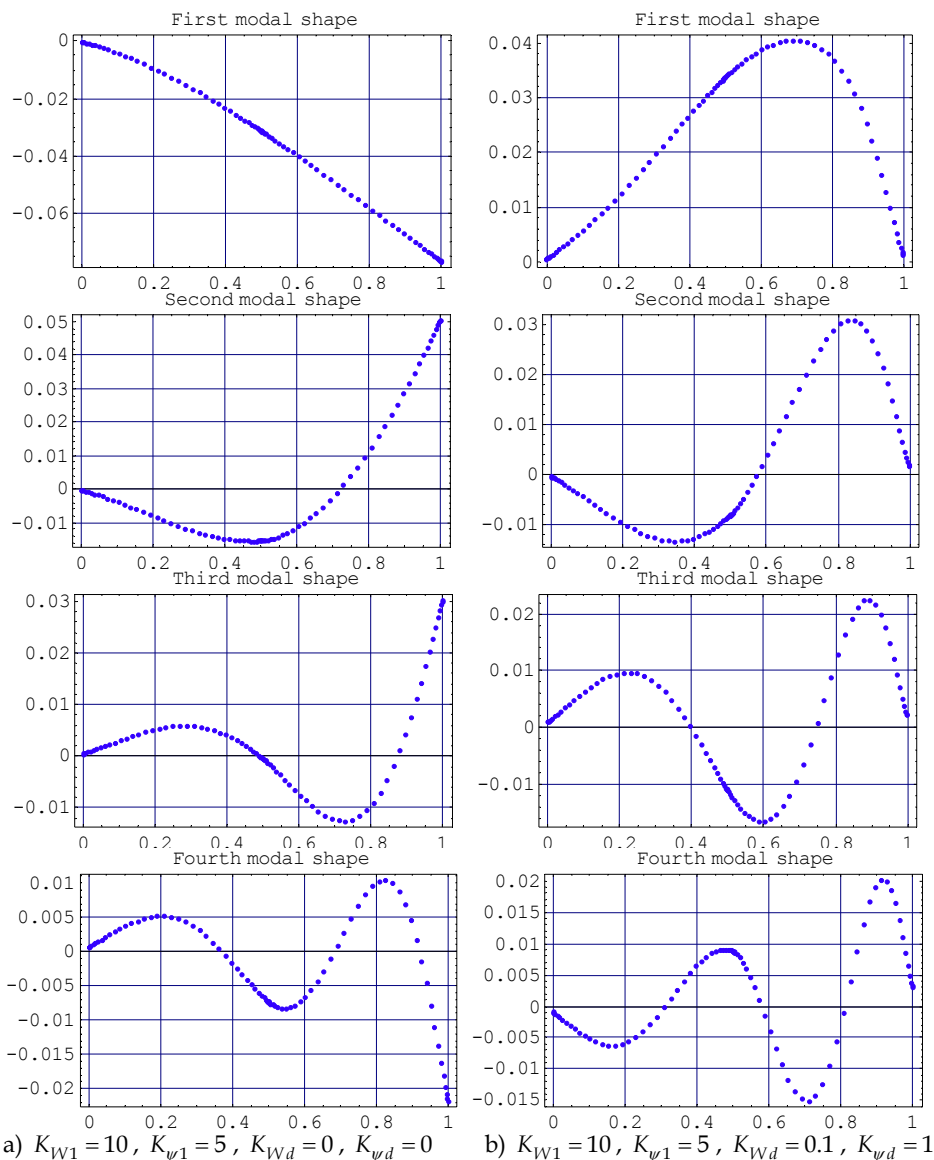 First modal shape
0
-0.02
-0.04
-0.06
0 0.2 0.4 0.6 0.8 1
First modal shape
0.04
0.03
0.02
0.01
0
0 0.2 0.4 0.6 0.8 1
Second modal shape
0.05
0.04
0.03
0.02
0.01
0
-0.01
0 0.2 0.4 0.6 0.8 1
Second modal shape
0.03
0.02
0.01
0
-0.01
0 0.2 0.4 0.6 0.8 1
Third modal shape
0.03
0.02
0.01
0
-0.01
0 0.2 0.4 0.6 0.8 1
Third modal shape
0.02
0.01
0
-0.01
0 0.2 0.4 0.6 0.8 1
Fourth modal shape
0.01
0.005
0
-0.005
-0.01
-0.015
-0.02
0 0.2 0.4 0.6 0.8 1
Fourth modal shape
0.02
0.015
0.01
0.005
0
-0.005
-0.01
-0.015
0 0.2 0.4 0.6 0.8 1
a) K_{W1} = 10 , K_{ψ1} = 5 , K_{Wd} = 0 , K_{ψd} = 0
b) K_{W1} = 10 , K_{ψ1} = 5 , K_{Wd} = 0.1 , K_{ψd} = 1